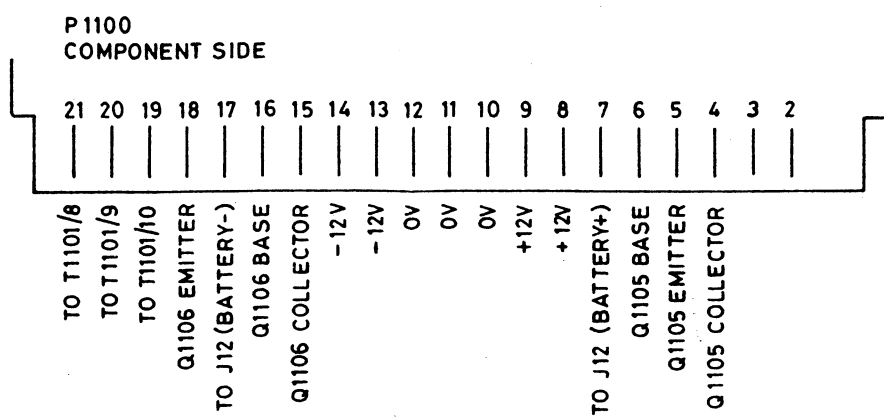 P1100
COMPONENT SIDE
21 20 19 18 17 16 15 14 13 12 11 10 9 8 7 6 5 4 3 2
TO T1101/8
TO T1101/9
TO T1101/10
Q1106 EMITTER
TO J12 (BATTERY-)
Q1106 BASE
Q1106 COLLECTOR
-12V
-12V
0V
0V
0V
+12V
+12V
TO J12 (BATTERY+)
Q1105 BASE
Q1105 EMITTER
Q1105 COLLECTOR